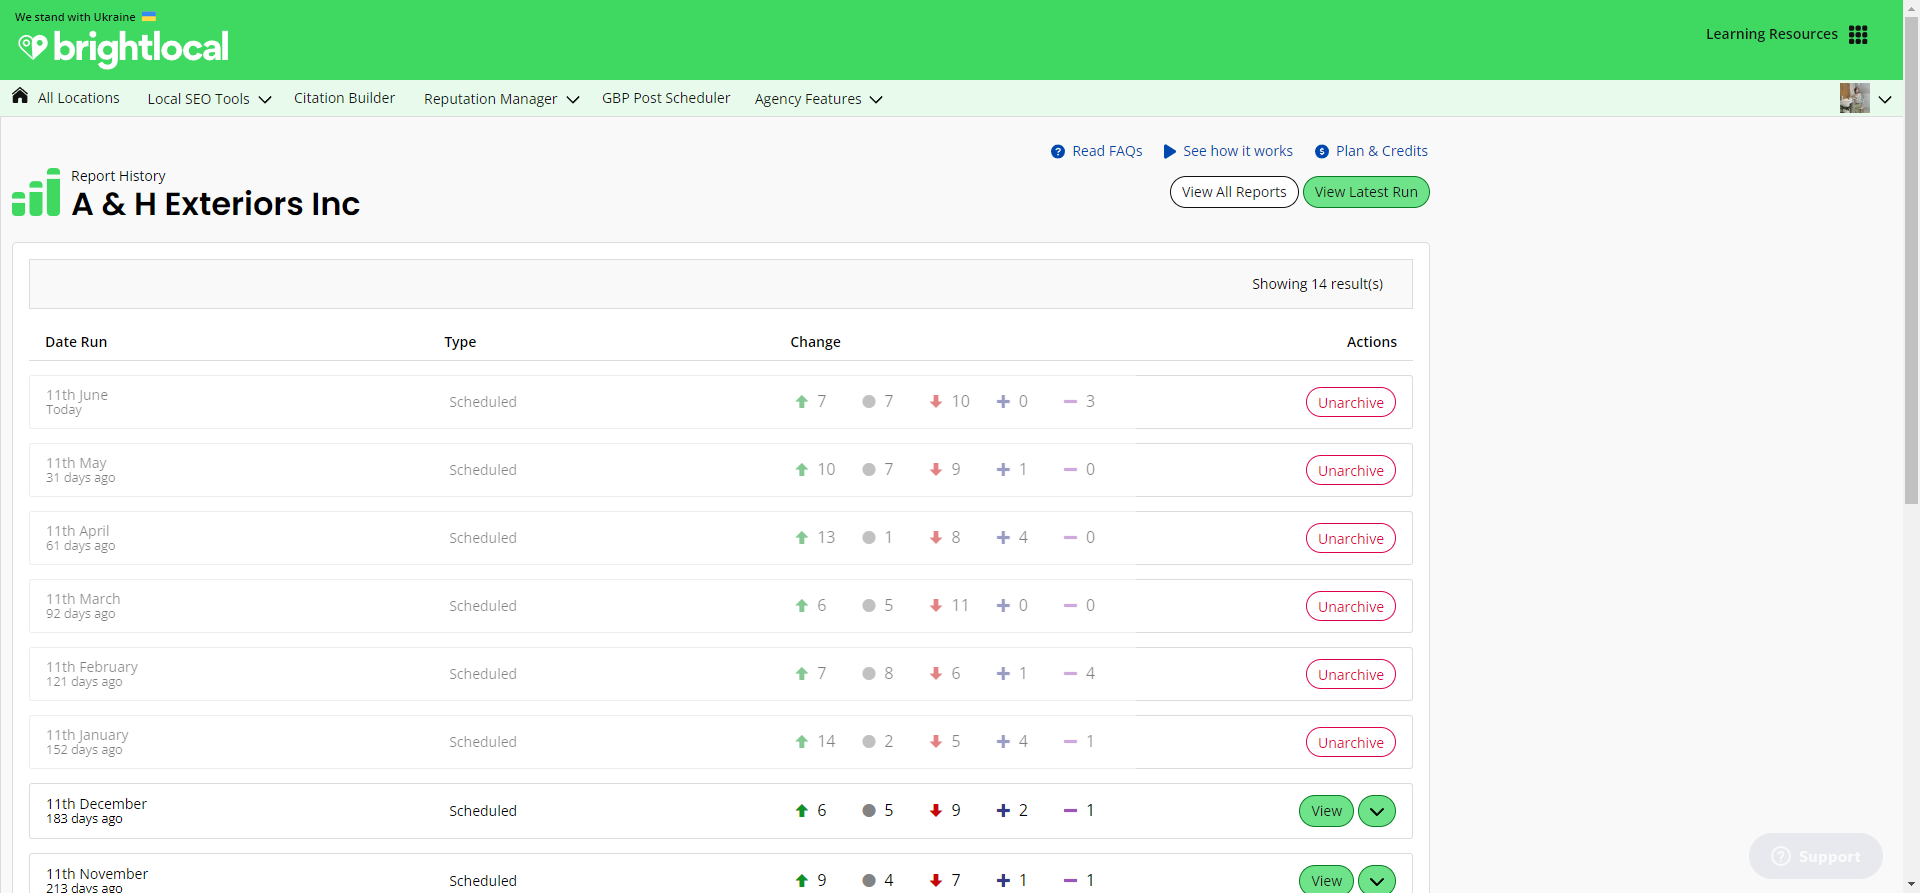 We stand with Ukraine
brightlocal
Learning Resources
All Locations Local SEO Tools Citation Builder Reputation Manager GBP Post Scheduler Agency Features
Read FAQs See how it works Plan & Credits
Report History
A & H Exteriors Inc
View All Reports View Latest Run
Showing 14 result(s)
Date Run Type Change Actions
11th June
Today
Scheduled 7 7 10 0 3 Unarchive
11th May
31 days ago
Scheduled 10 7 9 1 0 Unarchive
11th April
61 days ago
Scheduled 13 1 8 4 0 Unarchive
11th March
92 days ago
Scheduled 6 5 11 0 0 Unarchive
11th February
121 days ago
Scheduled 7 8 6 1 4 Unarchive
11th January
152 days ago
Scheduled 14 2 5 4 1 Unarchive
11th December
183 days ago
Scheduled 6 5 9 2 1 View
11th November
213 days ago
Scheduled 9 4 7 1 1 View
Support